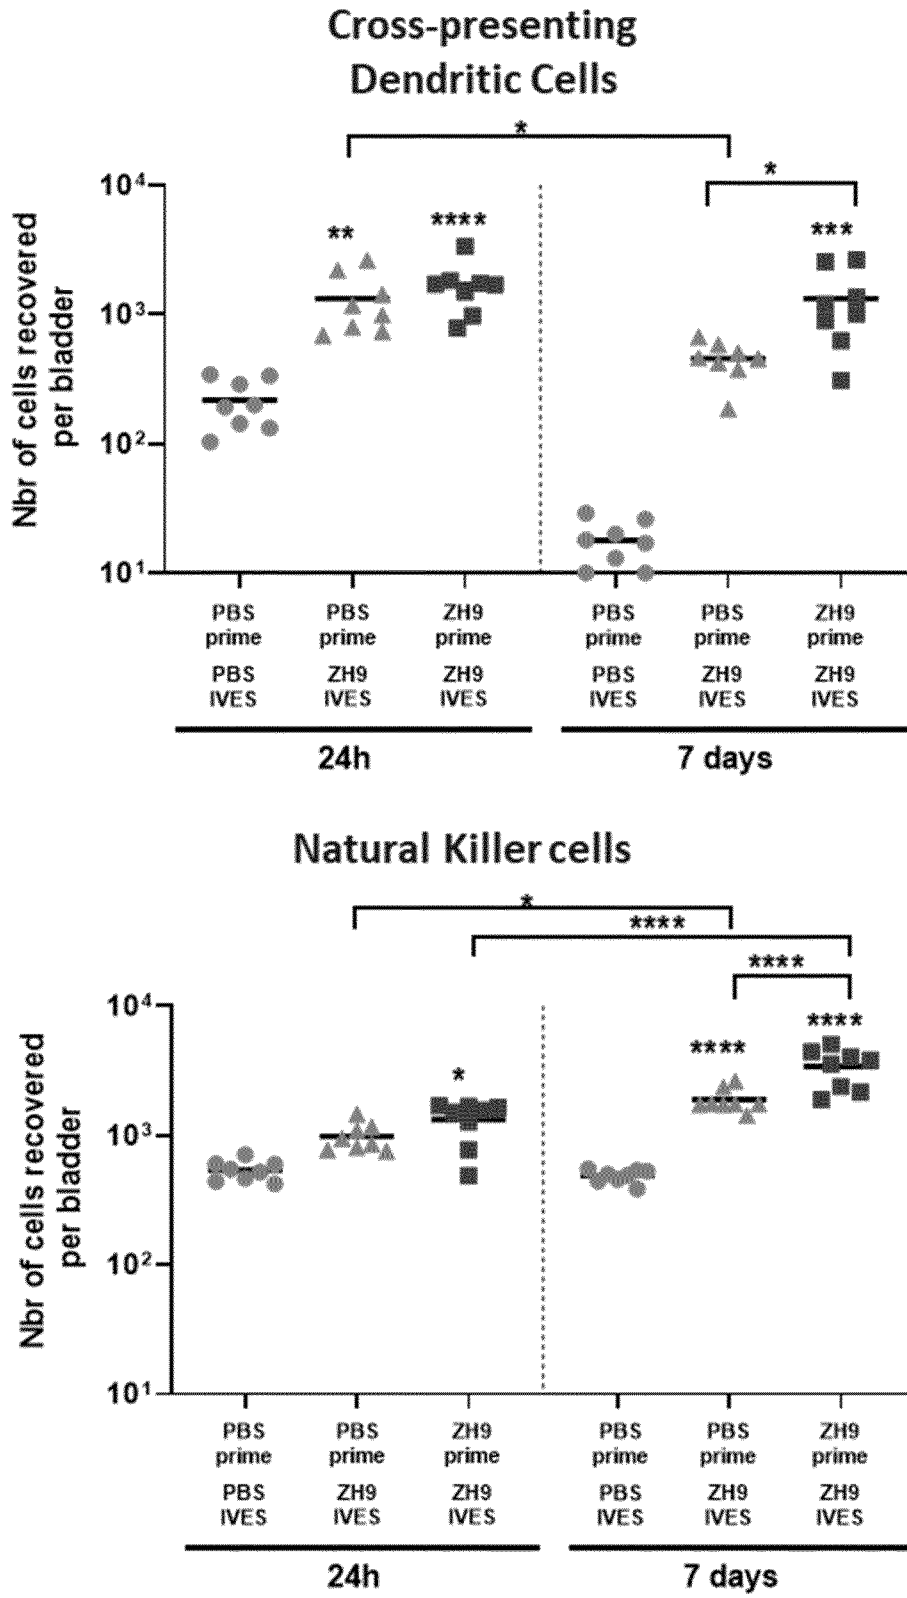 Cross-presenting
Dendritic Cells
*
*
** **** ***
Nbr of cells recovered
per bladder
10⁴
10³
10²
10¹
PBS PBS ZH9 PBS PBS ZH9
prime prime prime prime prime prime
PBS ZH9 ZH9 PBS ZH9 ZH9
IVES IVES IVES IVES IVES IVES
24h 7 days
Natural Killer cells
*
****
****
* **** ****
Nbr of cells recovered
per bladder
10⁴
10³
10²
10¹
PBS PBS ZH9 PBS PBS ZH9
prime prime prime prime prime prime
PBS ZH9 ZH9 PBS ZH9 ZH9
IVES IVES IVES IVES IVES IVES
24h 7 days